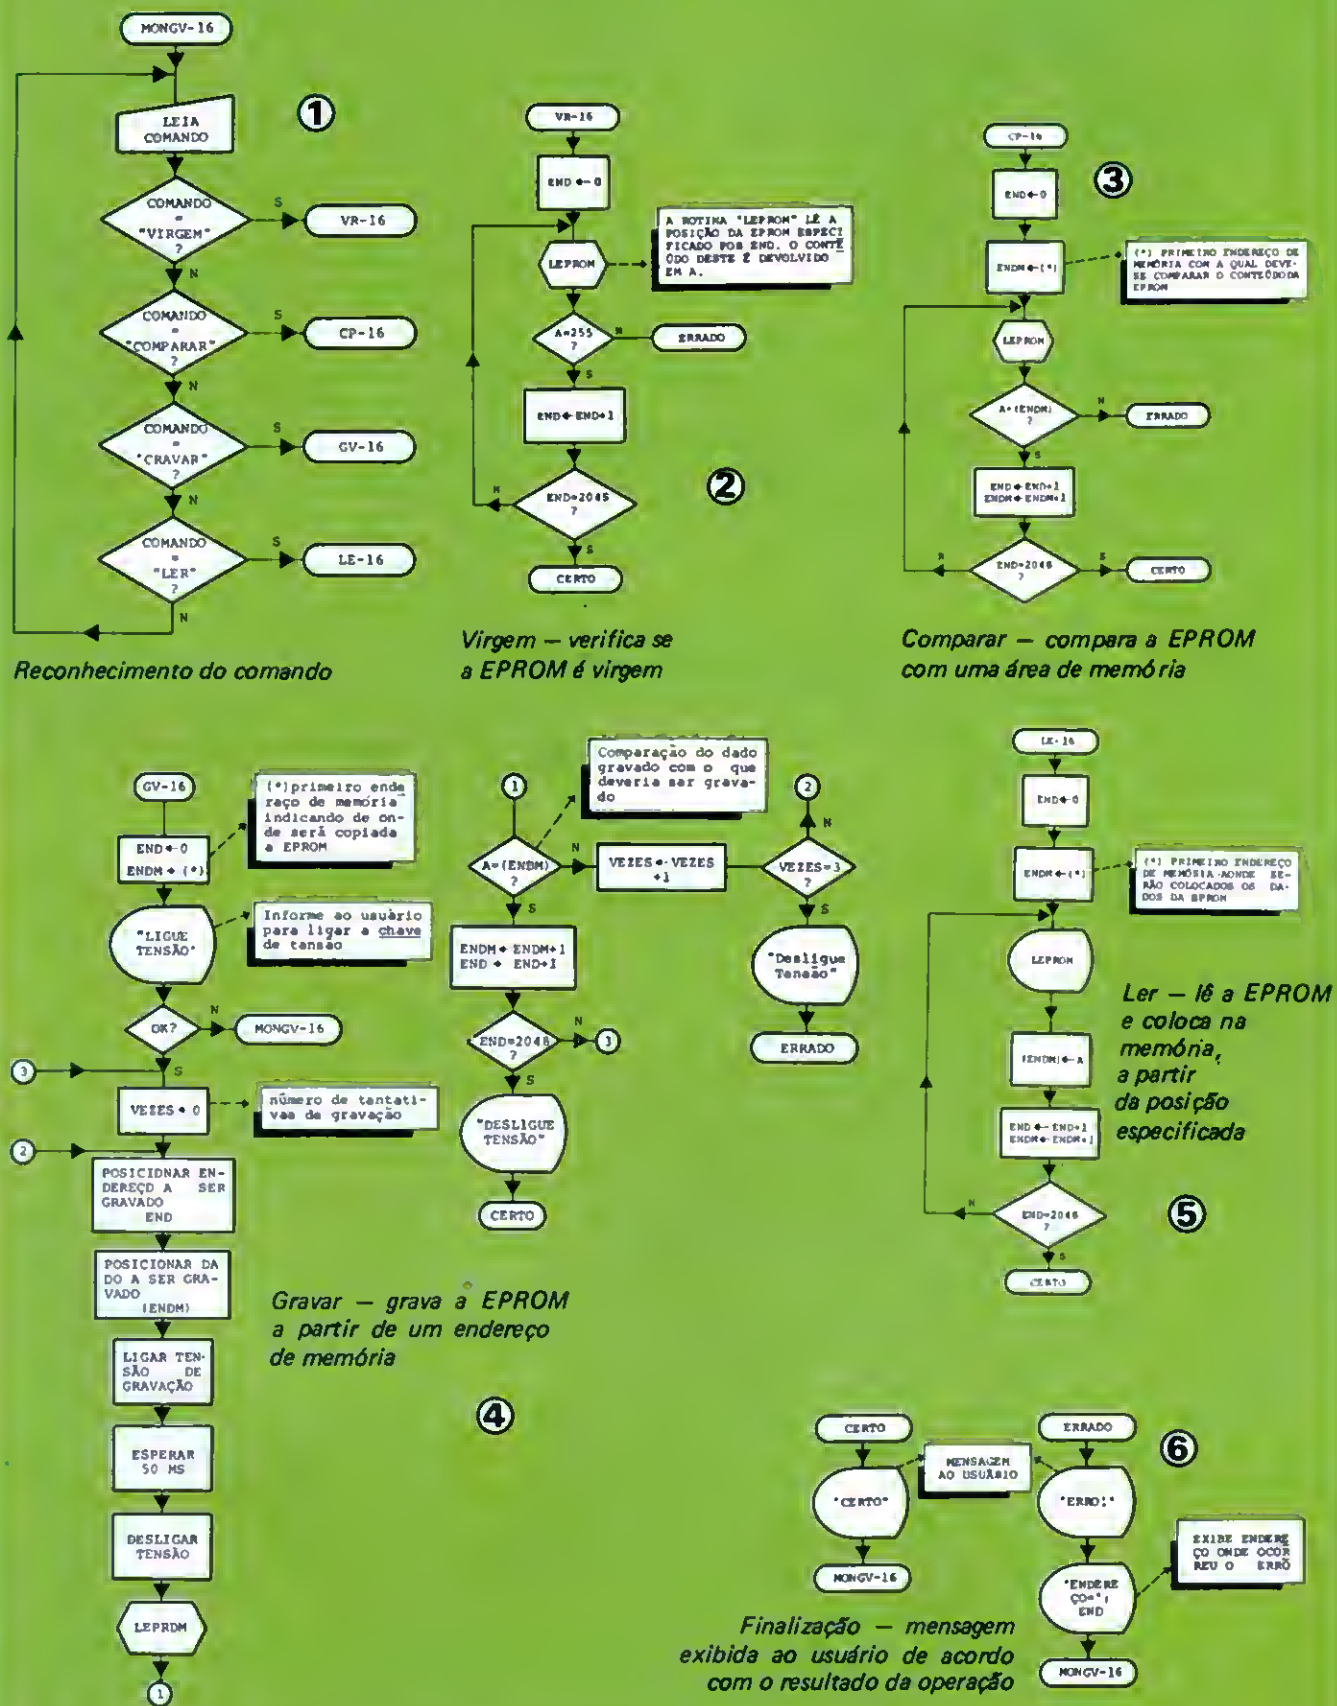 MONGV-16
1
LEIA
COMANDO
COMANDO
=
"VIRGEM"
?
S
VR-16
N
COMANDO
=
"COMPARAR"
?
S
CP-16
N
COMANDO
=
"CRAVAR"
?
S
GV-16
N
COMANDO
=
"LER"
?
S
LE-16
N
Reconhecimento do comando
VR-16
END ← 0
LEPROM
A ROTINA "LEPROM" LÊ A
POSIÇÃO DA EPROM ESPECI
FICADO POR END. O CONTE
ÚDO DESTE É DEVOLVIDO
EM A.
A=255
?
N
ERRADO
S
END ← END+1
2
END=2048
?
N
S
CERTO
Virgem — verifica se
a EPROM é virgem
CP-16
3
END←0
ENDM←(*)
(*) PRIMEIRO ENDEREÇO DE
MEMÓRIA COM A QUAL DEVE-
SE COMPARAR O CONTEÚDO DA
EPROM
LEPROM
A=(ENDM)
?
N
ERRADO
S
END ← END+1
ENDM ← ENDM+1
END=2048
?
N
S
CERTO
Comparar — compara a EPROM
com uma área de memória
GV-16
END ← 0
ENDM ← (*)
(*)primeiro ende
raço de memória
indicando de on-
de será copiada
a EPROM
"LIGUE
TENSÃO"
Informe ao usuário
para ligar a chave
de tansão
OK?
N
MONGV-16
S
3
VEZES ← 0
número de tantati-
vaa de gravação
2
POSICIDNAR EN-
DEREÇD A SER
GRAVADO
END
POSICIONAR DA
DO A SER GRA-
VADO
(ENDM)
LIGAR TEN-
SÃO DE
GRAVAÇÃO
ESPERAR
50 MS
DESLIGAR
TENSÃO
LEPRDM
1
1
Comparação do dado
gravado com o que
deveria sar grava-
do
A=(ENDM)
?
N
VEZES ← VEZES
+1
VEZES=3
?
N
2
S
"Desligue
Tansão"
ERRADO
S
ENDM ← ENDM+1
END ← END+1
END=2048
?
N
3
S
"DESLIGUE
TENSÃO"
CERTO
Gravar — grava a EPROM
a partir de um endereço
de memória
4
LE-16
END←0
ENDM←(*)
(*) PRIMEIRO ENDEREÇO
DE MEMÓRIA AONDE SE-
RÃO COLOCADOS OS DA-
DOS DA EPROM
LEPROM
(ENDM)←A
END ← END+1
ENDM ← ENDM+1
END=2048
?
N
S
CERTO
Ler — lê a EPROM
e coloca na
memória,
a partir
da posição
especificada
5
CERTO
"CERTO"
MONGV-16
MENSAGEM
AO USUÁRIO
ERRADO
6
"ERRO!"
"ENDERE
ÇO=";
END
EXIBE ENDERE
ÇO ONDE OCOR
REU O ERRO
MONGV-16
Finalização — mensagem
exibida ao usuário de acordo
com o resultado da operação